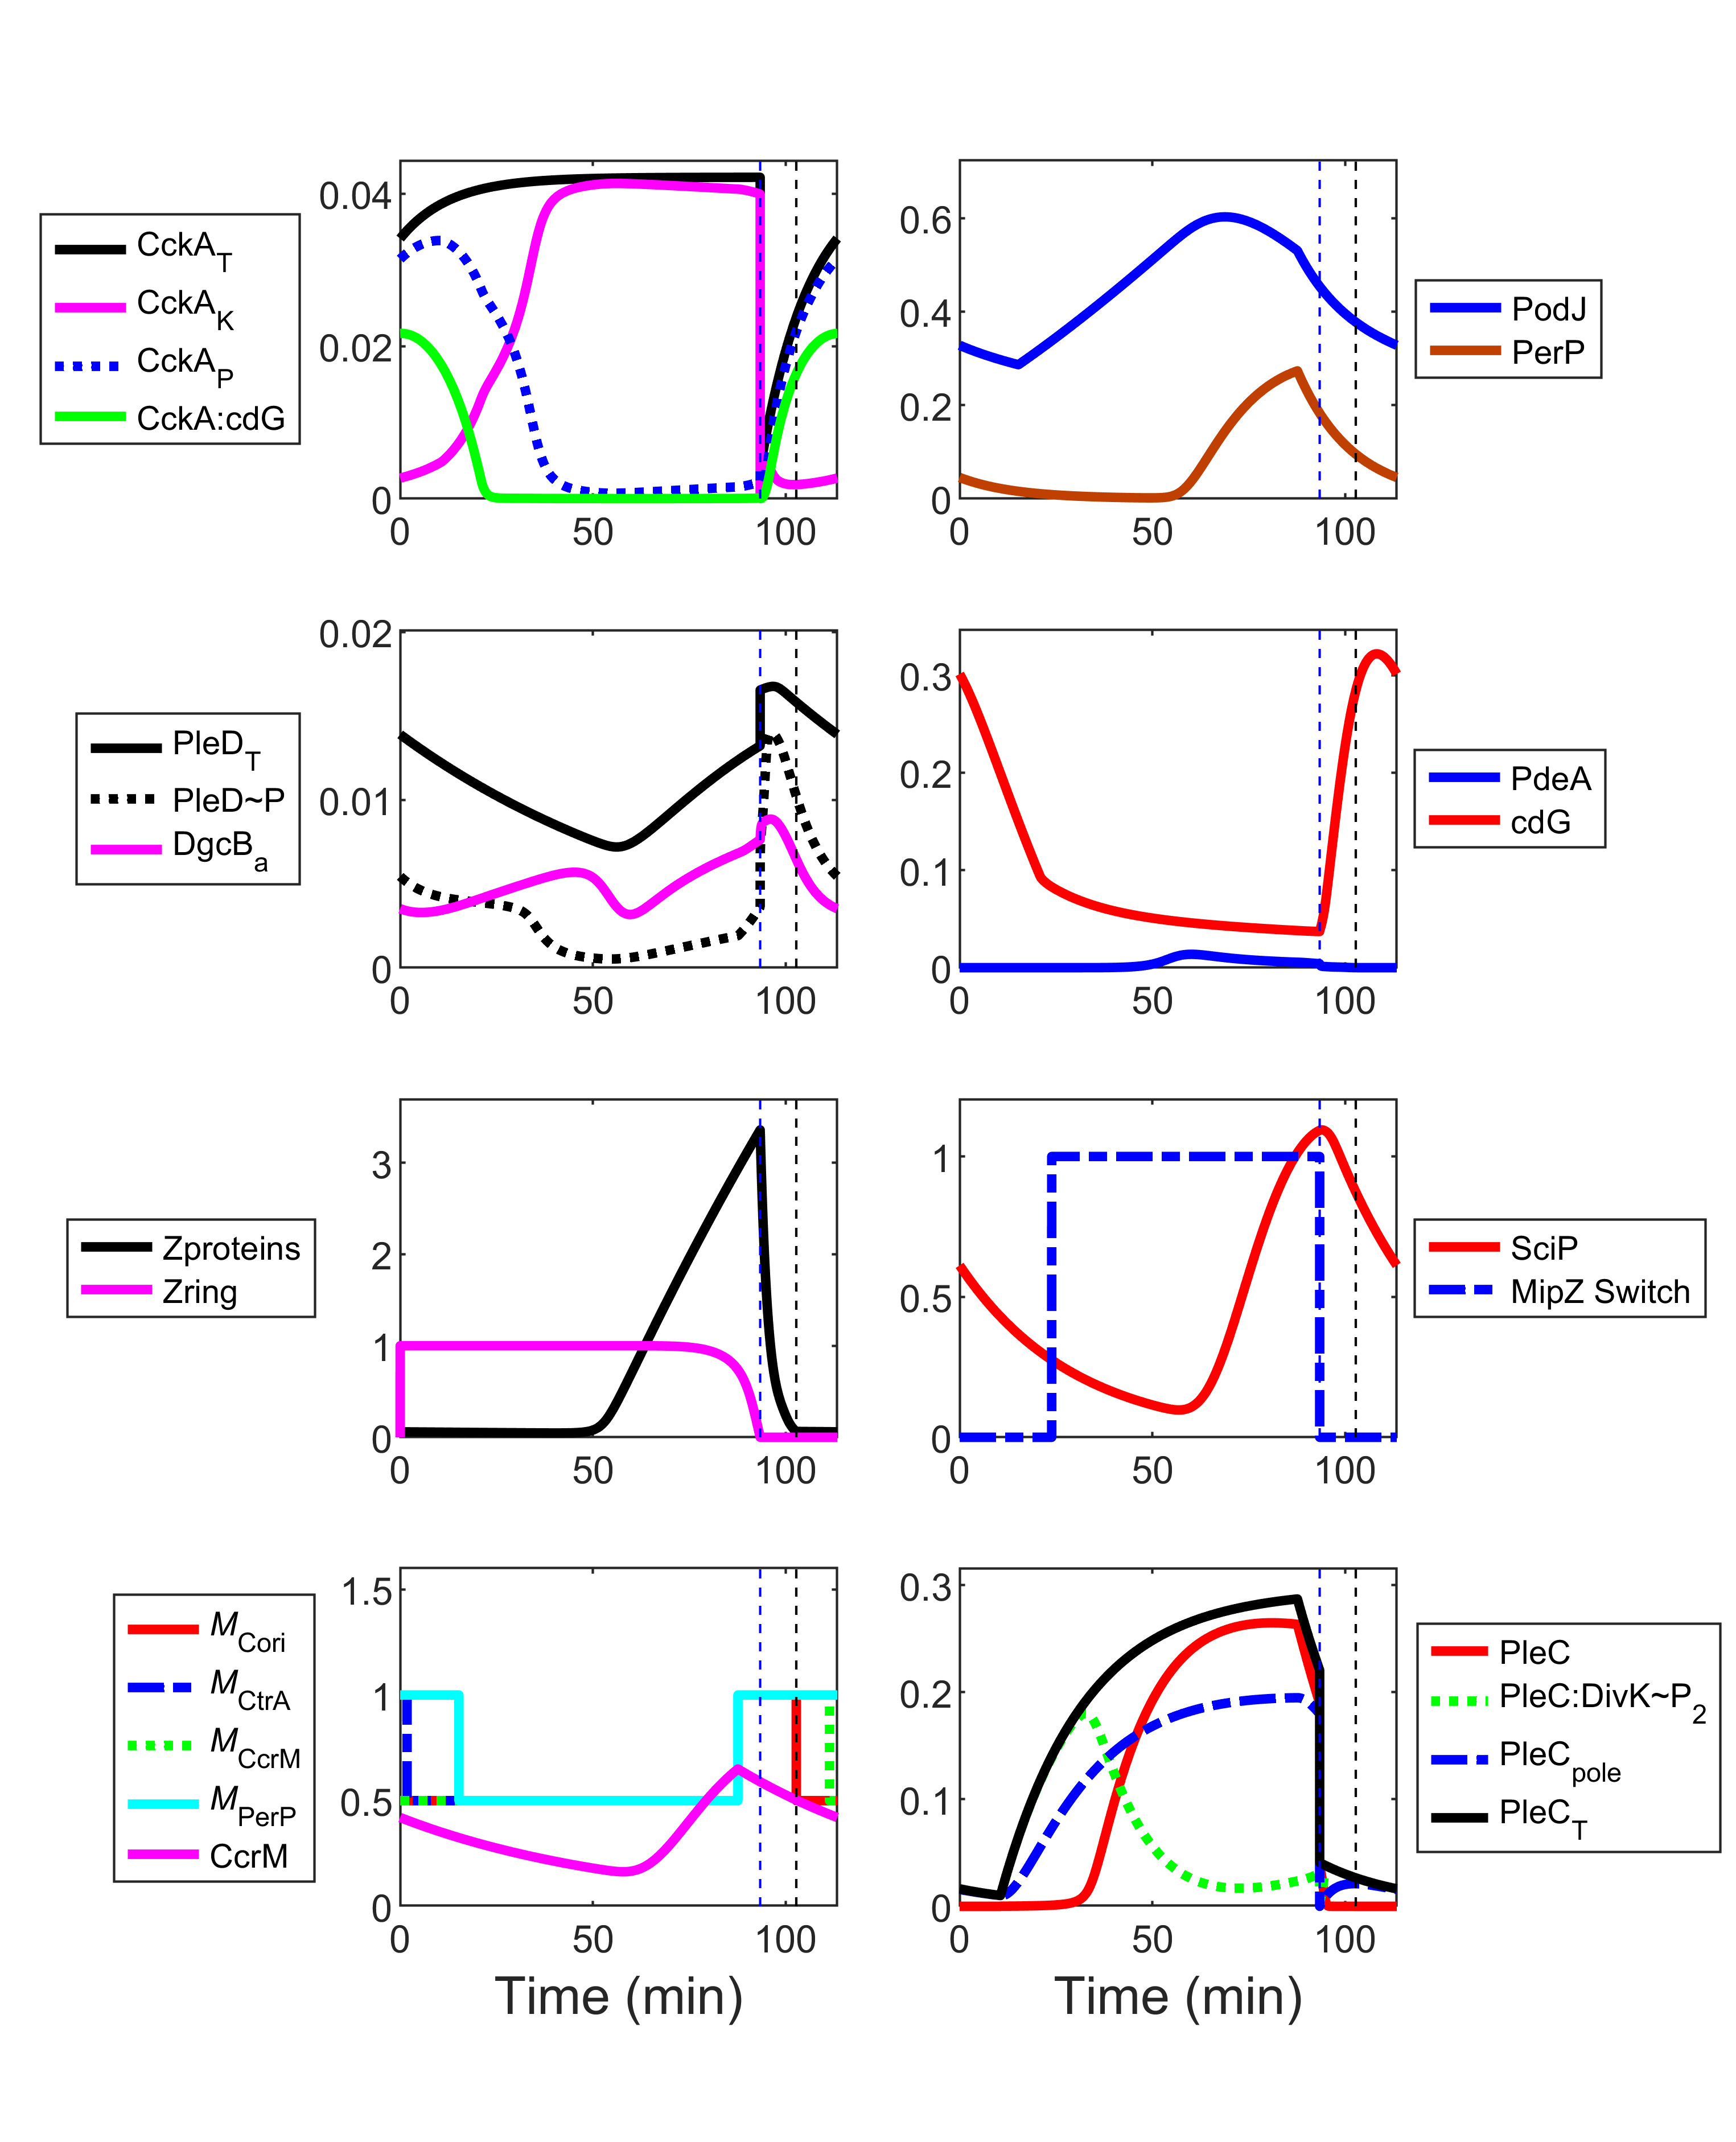 CckA_T
CckA_K
CckA_P
CckA:cdG
0.04
0.02
0
0 50 100
0.6
0.4
0.2
0
0 50 100
PodJ
PerP
PleD_T
PleD~P
DgcB_a
0.02
0.01
0
0 50 100
0.3
0.2
0.1
0
0 50 100
PdeA
cdG
Zproteins
Zring
3
2
1
0
0 50 100
1
0.5
0
0 50 100
SciP
MipZ Switch
M_Cori
M_CtrA
M_CcrM
M_PerP
CcrM
1.5
1
0.5
0
0 50 100
Time (min)
0.3
0.2
0.1
0
0 50 100
Time (min)
PleC
PleC:DivK~P_2
PleC_pole
PleC_T